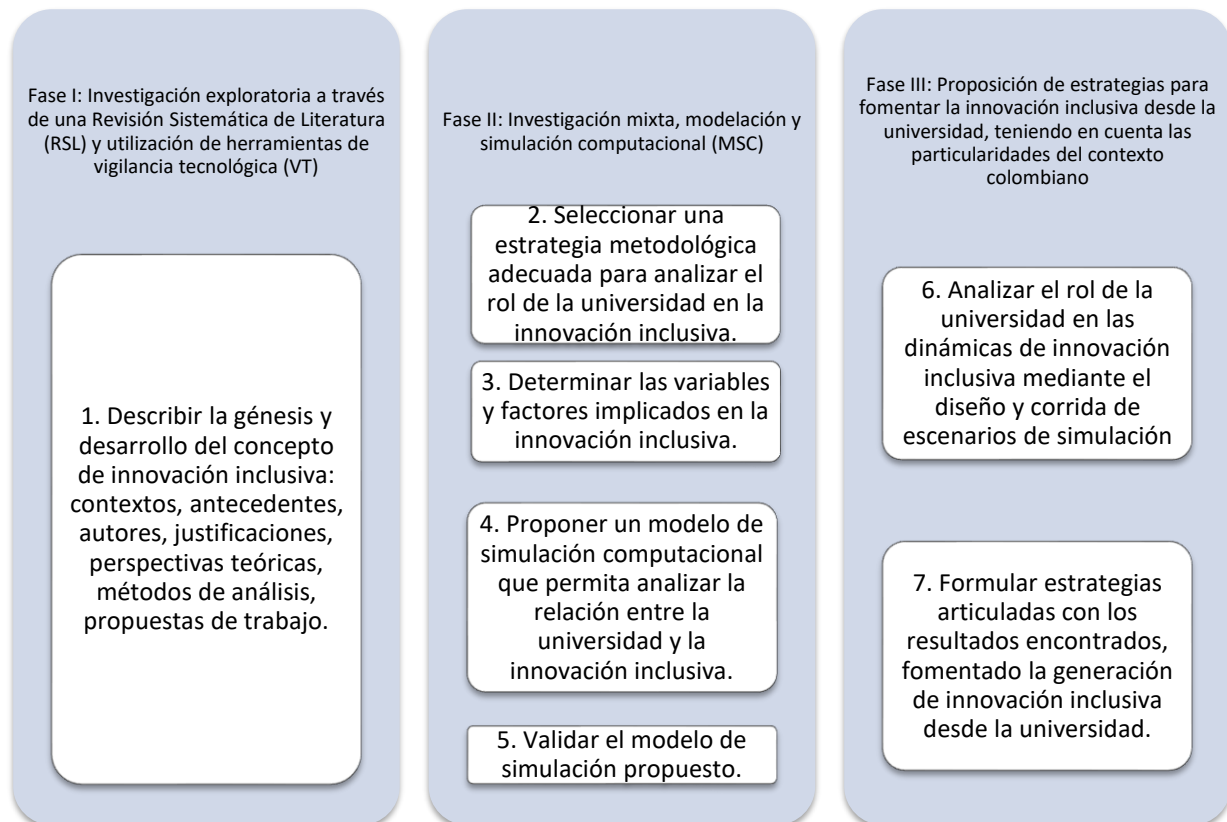 Fase I: Investigación exploratoria a través
de una Revisión Sistemática de Literatura
(RSL) y utilización de herramientas de
vigilancia tecnológica (VT)
1. Describir la génesis y
desarrollo del concepto
de innovación inclusiva:
contextos, antecedentes,
autores, justificaciones,
perspectivas teóricas,
métodos de análisis,
propuestas de trabajo.
Fase II: Investigación mixta, modelación y
simulación computacional (MSC)
2. Seleccionar una
estrategia metodológica
adecuada para analizar el
rol de la universidad en la
innovación inclusiva.
3. Determinar las variables
y factores implicados en la
innovación inclusiva.
4. Proponer un modelo de
simulación computacional
que permita analizar la
relación entre la
universidad y la
innovación inclusiva.
5. Validar el modelo de
simulación propuesto.
Fase III: Proposición de estrategias para
fomentar la innovación inclusiva desde la
universidad, teniendo en cuenta las
particularidades del contexto
colombiano
6. Analizar el rol de la
universidad en las
dinámicas de innovación
inclusiva mediante el
diseño y corrida de
escenarios de simulación
7. Formular estrategias
articuladas con los
resultados encontrados,
fomentado la generación
de innovación inclusiva
desde la universidad.